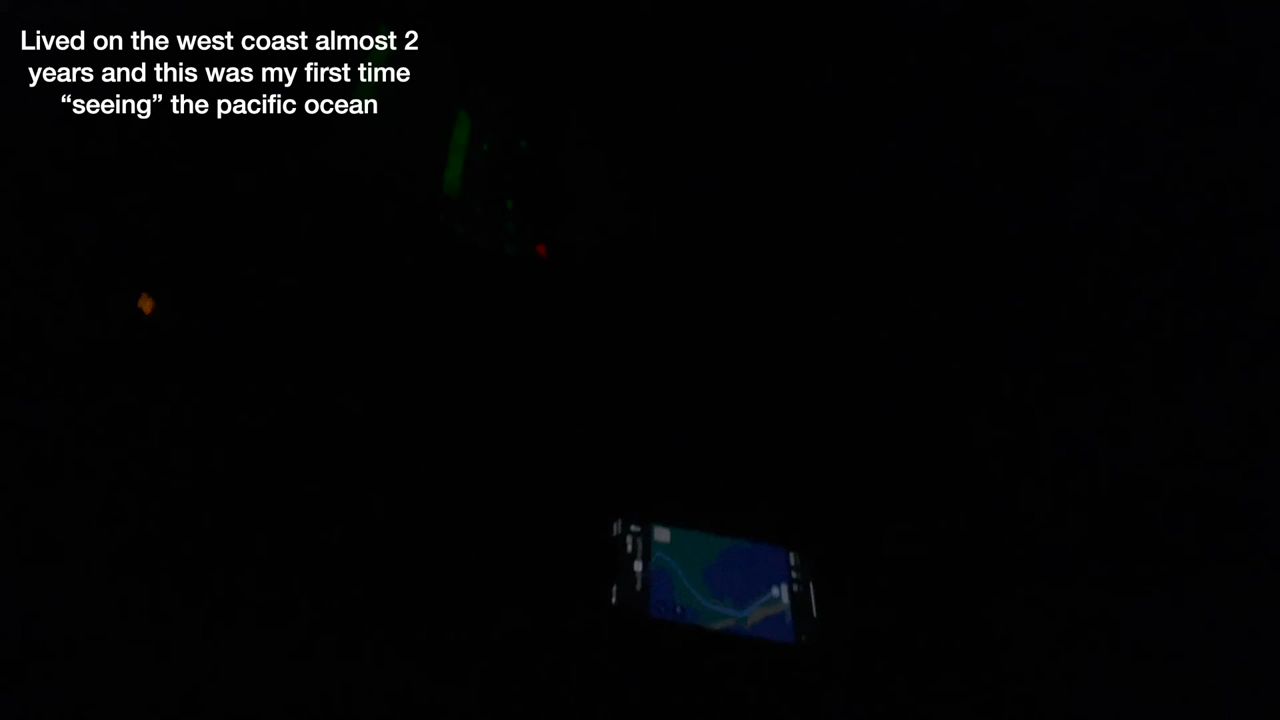 Lived on the west coast almost 2
years and this was my first time
“seeing” the pacific ocean